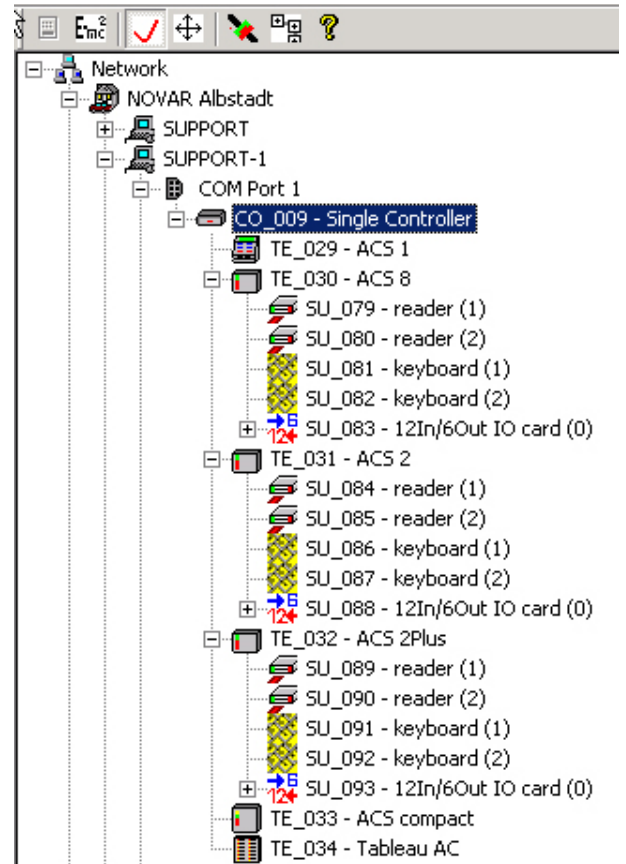 E=mc²
Network
NOVAR Albstadt
SUPPORT
SUPPORT-1
COM Port 1
CO_009 - Single Controller
TE_029 - ACS 1
TE_030 - ACS 8
SU_079 - reader (1)
SU_080 - reader (2)
SU_081 - keyboard (1)
SU_082 - keyboard (2)
SU_083 - 12In/6Out IO card (0)
TE_031 - ACS 2
SU_084 - reader (1)
SU_085 - reader (2)
SU_086 - keyboard (1)
SU_087 - keyboard (2)
SU_088 - 12In/6Out IO card (0)
TE_032 - ACS 2Plus
SU_089 - reader (1)
SU_090 - reader (2)
SU_091 - keyboard (1)
SU_092 - keyboard (2)
SU_093 - 12In/6Out IO card (0)
TE_033 - ACS compact
TE_034 - Tableau AC